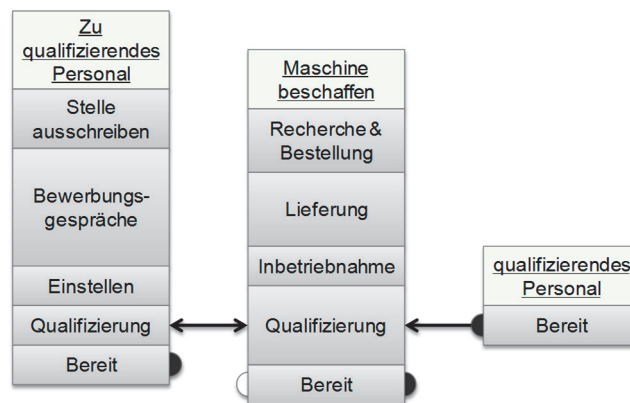 Zu
qualifizierendes
Personal
Stelle
ausschreiben
Bewerbungs-
gespräche
Einstellen
Qualifizierung
Bereit
Maschine
beschaffen
Recherche &
Bestellung
Lieferung
Inbetriebnahme
Qualifizierung
Bereit
qualifizierendes
Personal
Bereit